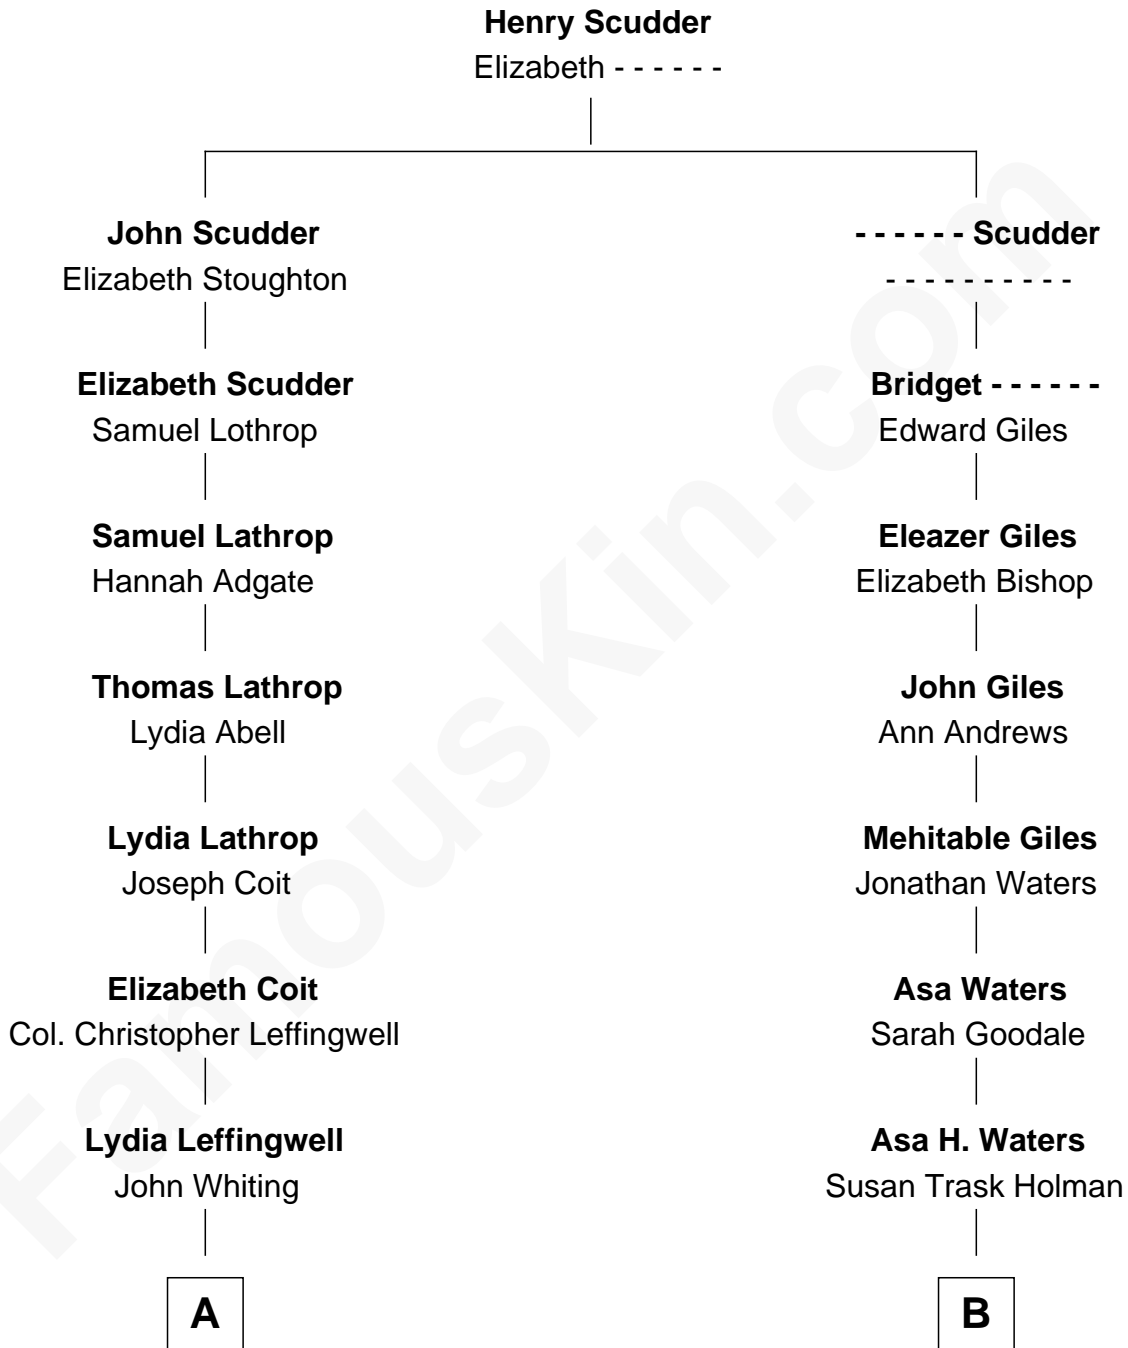 Henry Scudder
Elizabeth - - - - - -
John Scudder
Elizabeth Stoughton
- - - - - - Scudder
- - - - - - - - - -
Elizabeth Scudder
Samuel Lothrop
Bridget - - - - - -
Edward Giles
Samuel Lathrop
Hannah Adgate
Eleazer Giles
Elizabeth Bishop
Thomas Lathrop
Lydia Abell
John Giles
Ann Andrews
Lydia Lathrop
Joseph Coit
Mehitable Giles
Jonathan Waters
Elizabeth Coit
Col. Christopher Leffingwell
Asa Waters
Sarah Goodale
Lydia Leffingwell
John Whiting
Asa H. Waters
Susan Trask Holman
A
B
FamousKin.com